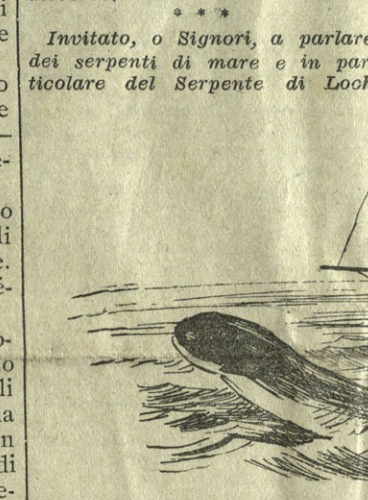 * * *
Invitato, o Signori, a parlare
dei serpenti di mare e in par
ticolare del Serpente di Loch